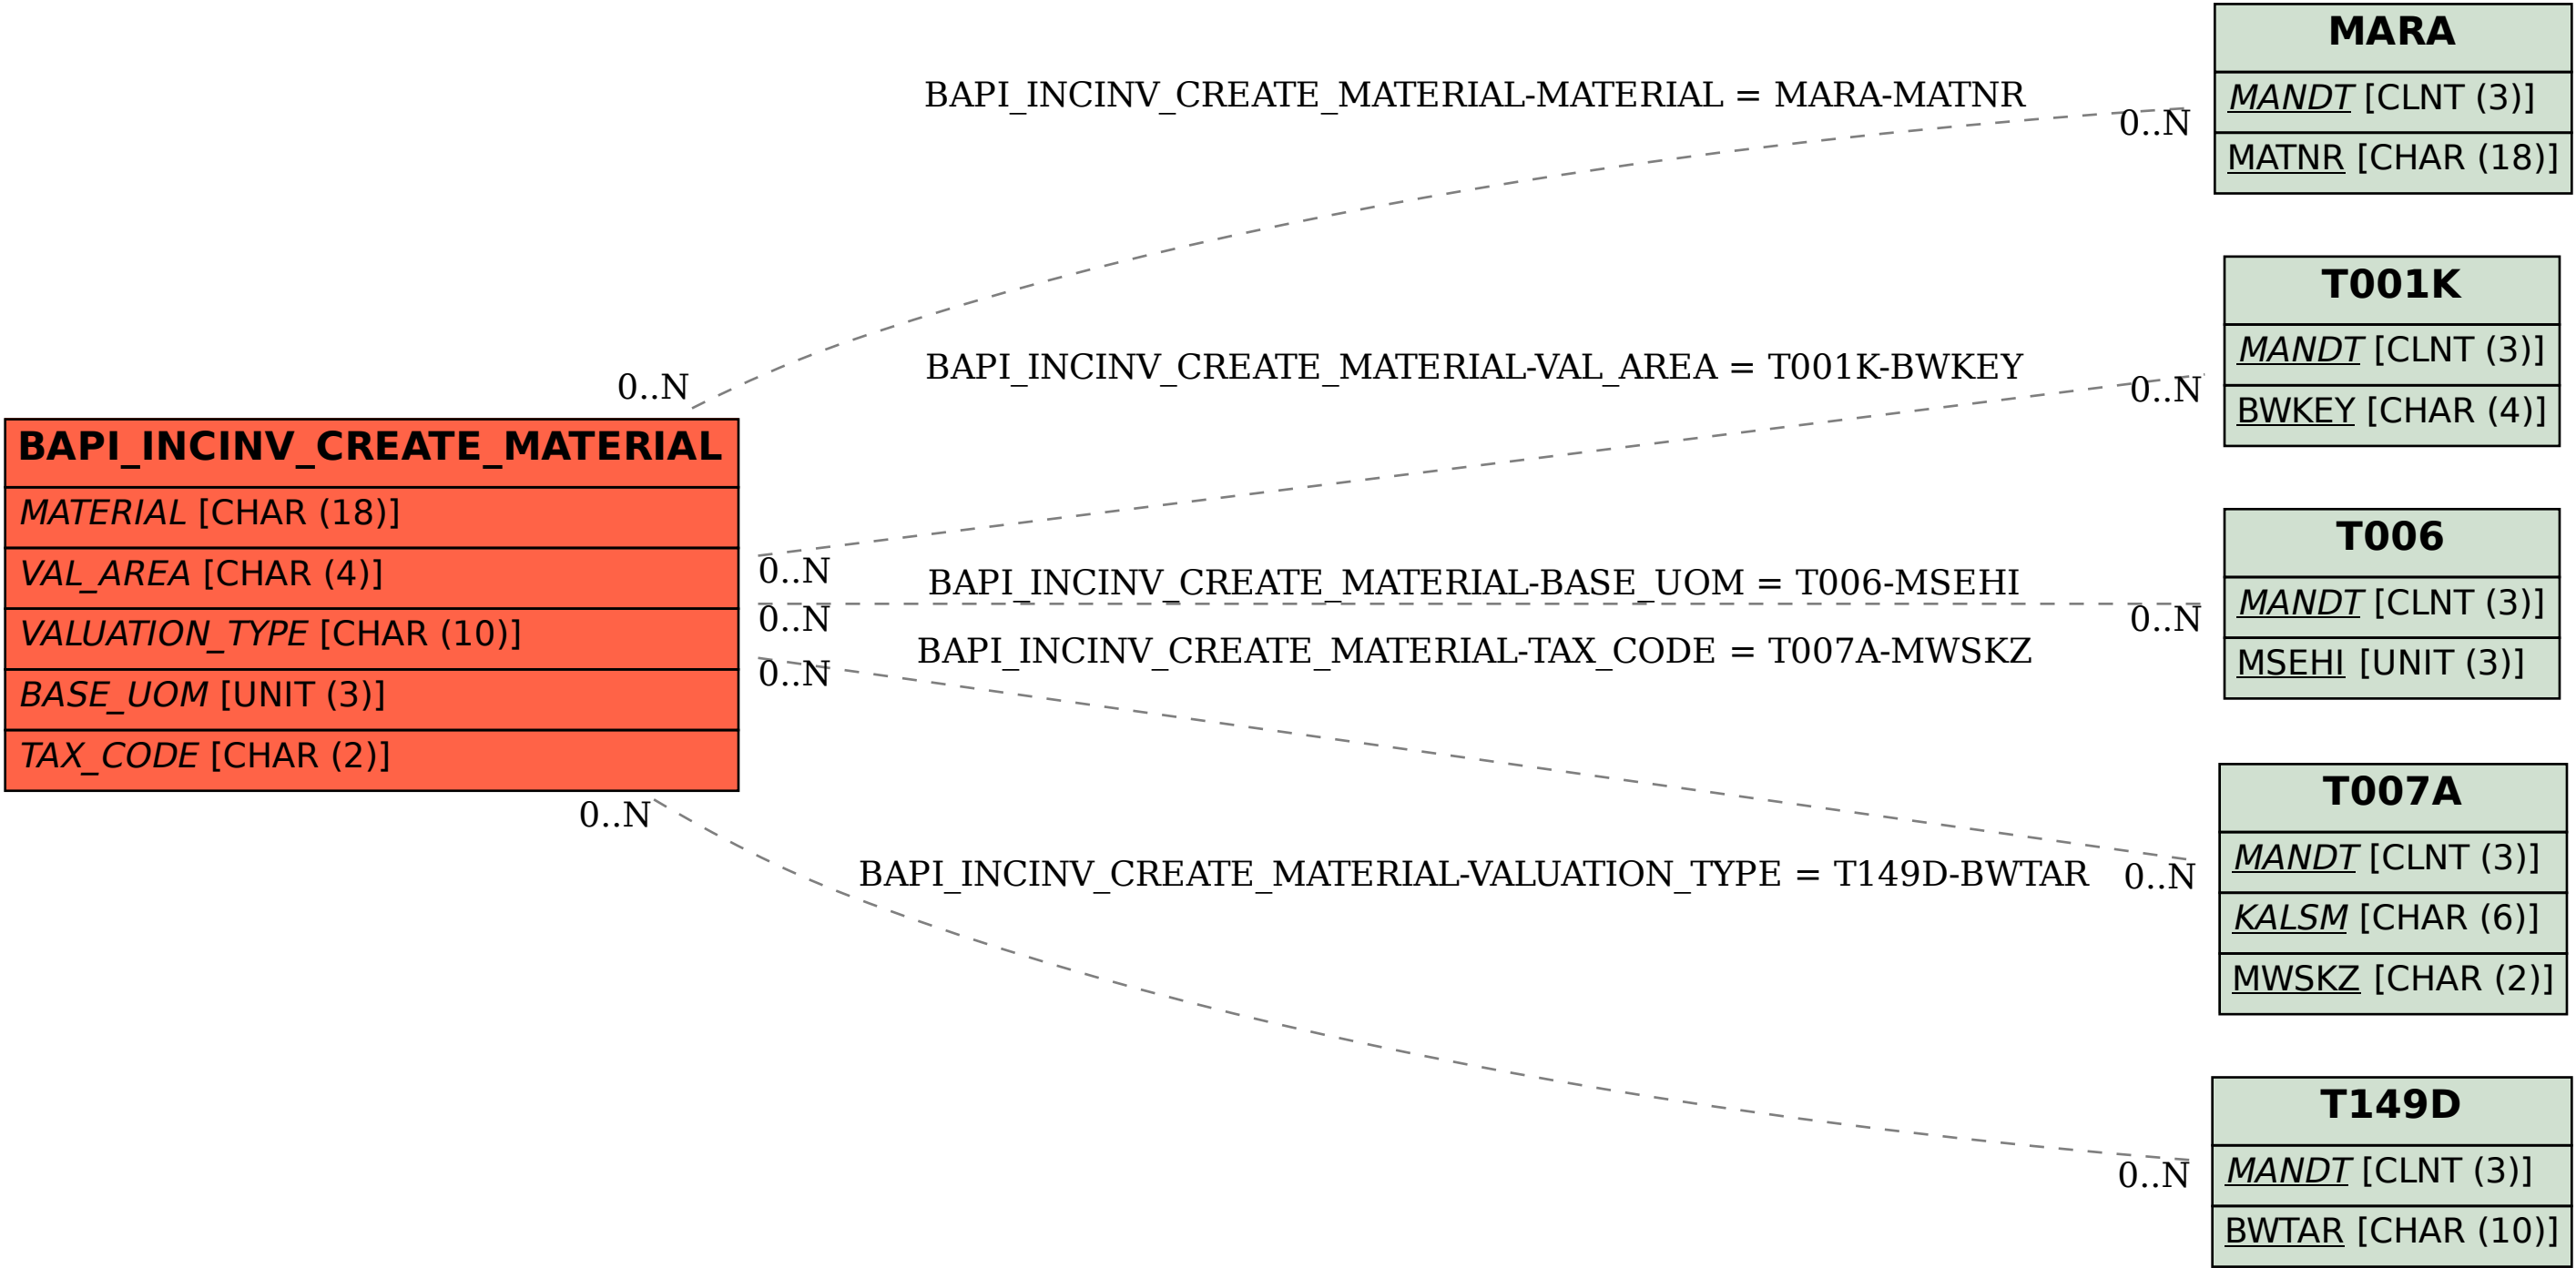 BAPI_INCINV_CREATE_MATERIAL
MATERIAL [CHAR (18)]
VAL_AREA [CHAR (4)]
VALUATION_TYPE [CHAR (10)]
BASE_UOM [UNIT (3)]
TAX_CODE [CHAR (2)]
BAPI_INCINV_CREATE_MATERIAL-MATERIAL = MARA-MATNR
0..N
0..N
BAPI_INCINV_CREATE_MATERIAL-VAL_AREA = T001K-BWKEY
0..N
0..N
BAPI_INCINV_CREATE_MATERIAL-BASE_UOM = T006-MSEHI
0..N
0..N
BAPI_INCINV_CREATE_MATERIAL-TAX_CODE = T007A-MWSKZ
0..N
0..N
BAPI_INCINV_CREATE_MATERIAL-VALUATION_TYPE = T149D-BWTAR
0..N
0..N
MARA
MANDT [CLNT (3)]
MATNR [CHAR (18)]
T001K
MANDT [CLNT (3)]
BWKEY [CHAR (4)]
T006
MANDT [CLNT (3)]
MSEHI [UNIT (3)]
T007A
MANDT [CLNT (3)]
KALSM [CHAR (6)]
MWSKZ [CHAR (2)]
T149D
MANDT [CLNT (3)]
BWTAR [CHAR (10)]